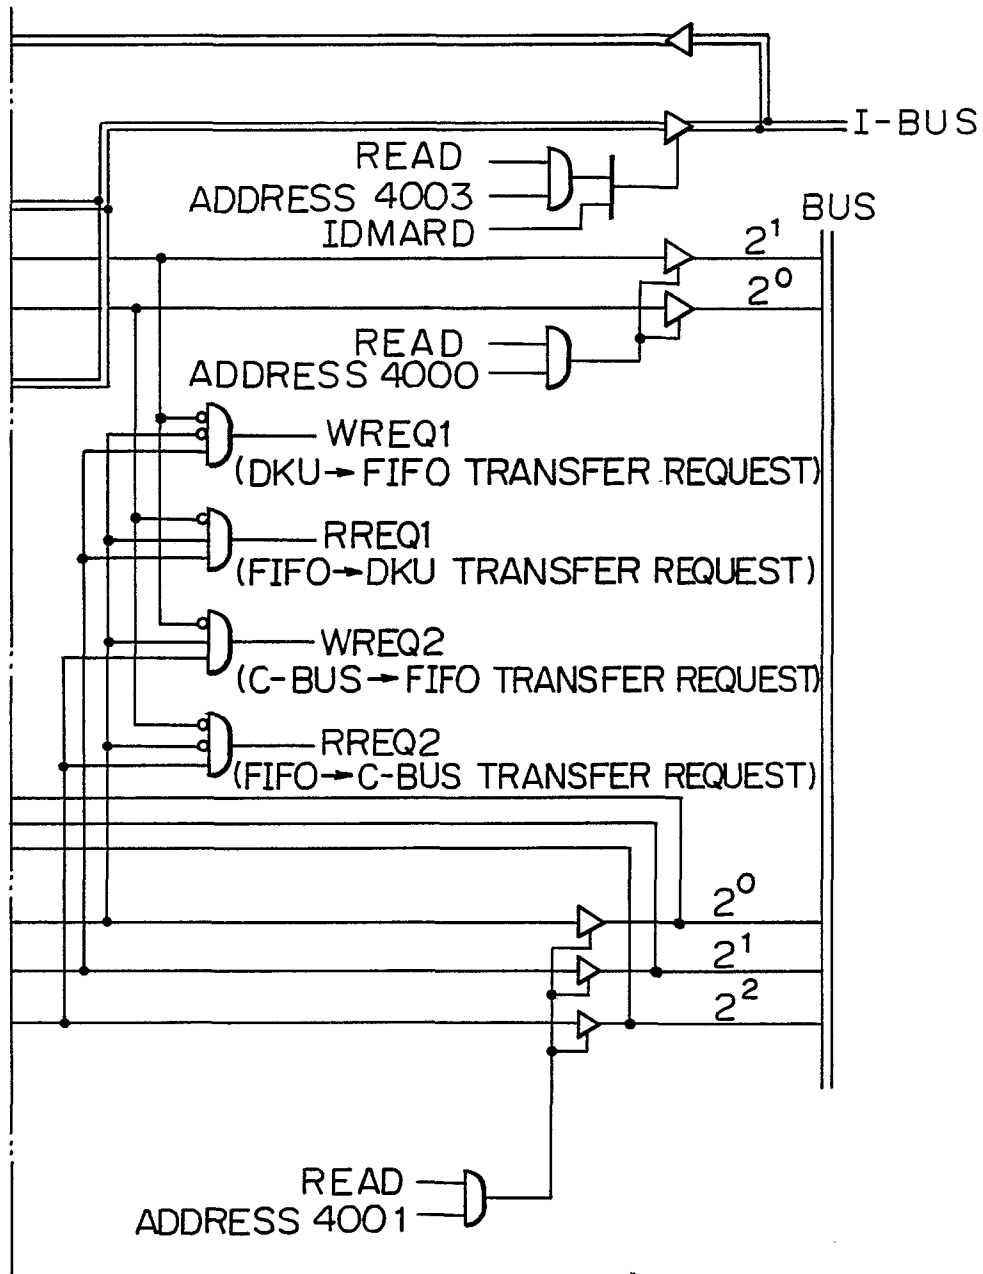 I-BUS
READ
ADDRESS 4003
IDMARD
BUS
2¹
2⁰
READ
ADDRESS 4000
WREQ1
(DKU→FIFO TRANSFER REQUEST)
RREQ1
(FIFO→DKU TRANSFER REQUEST)
WREQ2
(C-BUS→FIFO TRANSFER REQUEST)
RREQ2
(FIFO→C-BUS TRANSFER REQUEST)
2⁰
2¹
2²
READ
ADDRESS 4001